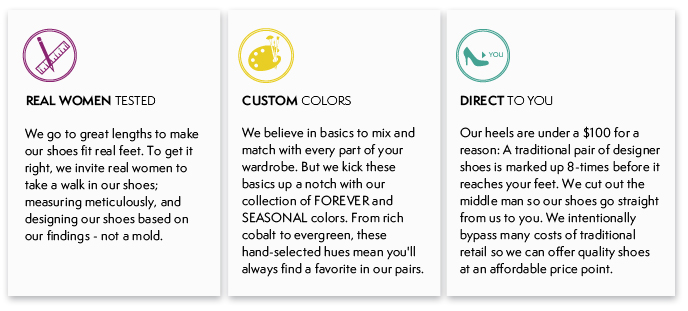 REAL WOMEN TESTED
We go to great lengths to make
our shoes fit real feet. To get it
right, we invite real women to
take a walk in our shoes;
measuring meticulously, and
designing our shoes based on
our findings - not a mold.
CUSTOM COLORS
We believe in basics to mix and
match with every part of your
wardrobe. But we kick these
basics up a notch with our
collection of FOREVER and
SEASONAL colors. From rich
cobalt to evergreen, these
hand-selected hues mean you'll
always find a favorite in our pairs.
YOU
DIRECT TO YOU
Our heels are under a $100 for a
reason: A traditional pair of designer
shoes is marked up 8-times before it
reaches your feet. We cut out the
middle man so our shoes go straight
from us to you. We intentionally
bypass many costs of traditional
retail so we can offer quality shoes
at an affordable price point.